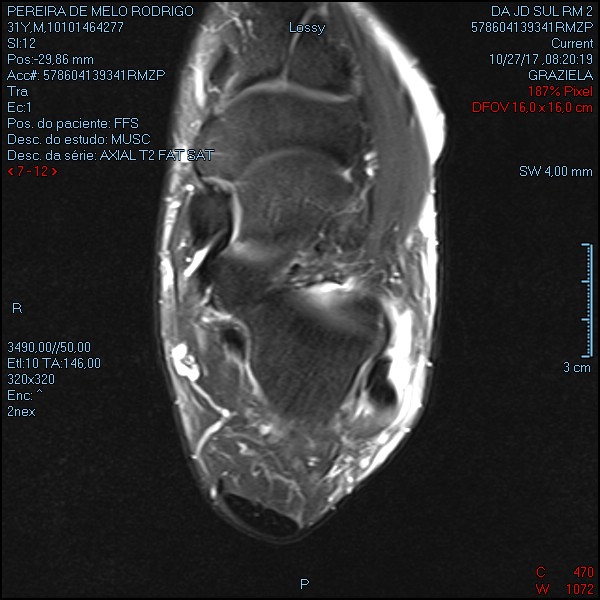 PEREIRA DE MELO RODRIGO
31Y,M,10101464277
Sl:12
Pos:-29,86 mm
Acc#: 578604139341RMZP
Tra
Ec:1
Pos. do paciente: FFS
Desc. do estudo: MUSC
Desc. da série: AXIAL T2 FAT SAT
< 7 - 12 >
Lossy
DA JD SUL RM 2
578604139341RMZP
Current
10/27/17 ,08:20:19
GRAZIELA
187% Pixel
DFOV 16,0 x 16,0 cm
SW 4,00 mm
R
3490,00//50,00
Etl:10 TA:146,00
320x320
Enc: ^
2nex
3 cm
P
C 470
W 1072